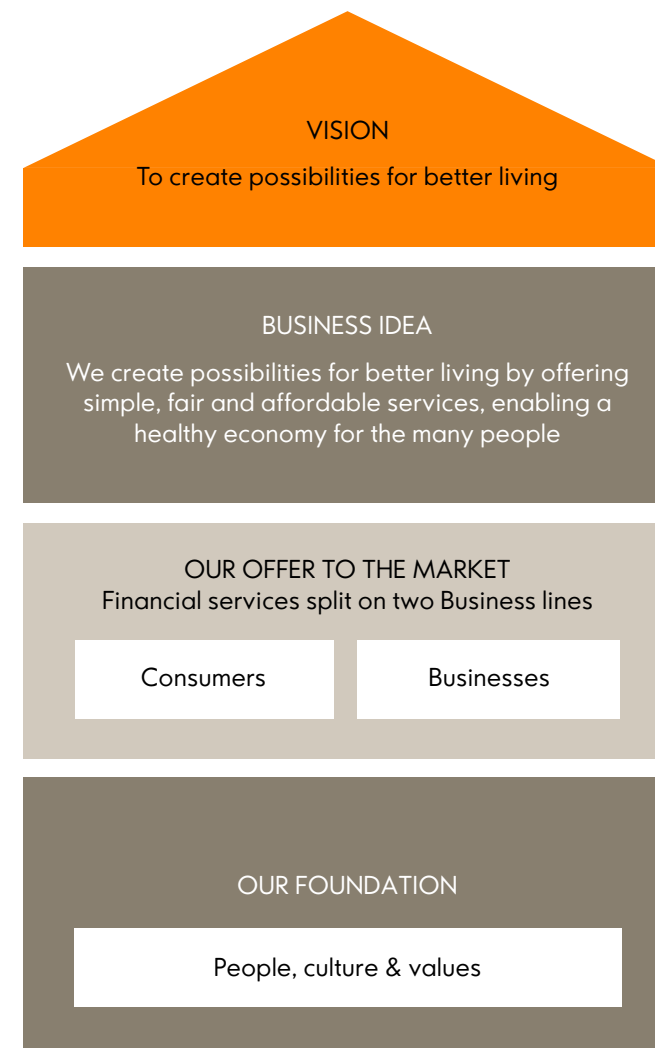 VISION
To create possibilities for better living
BUSINESS IDEA
We create possibilities for better living by offering
simple, fair and affordable services, enabling a
healthy economy for the many people
OUR OFFER TO THE MARKET
Financial services split on two Business lines
Consumers
Businesses
OUR FOUNDATION
People, culture & values